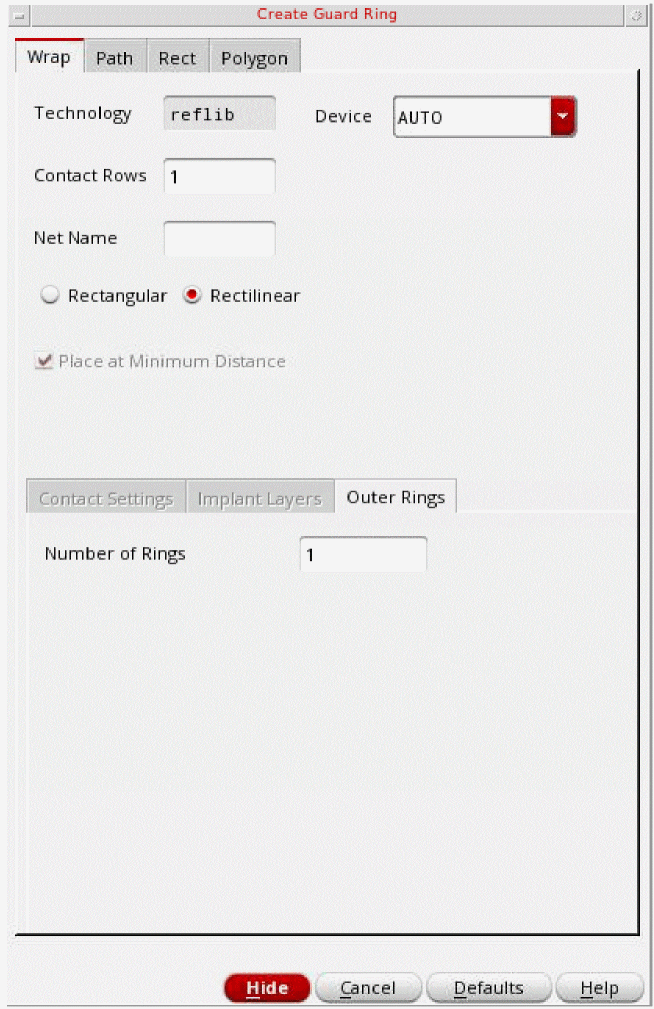 Create Guard Ring
Wrap Path Rect Polygon
Technology reflib Device AUTO
Contact Rows 1
Net Name
Rectangular Rectilinear
Place at Minimum Distance
Contact Settings Implant Layers Outer Rings
Number of Rings 1
Hide Cancel Defaults Help